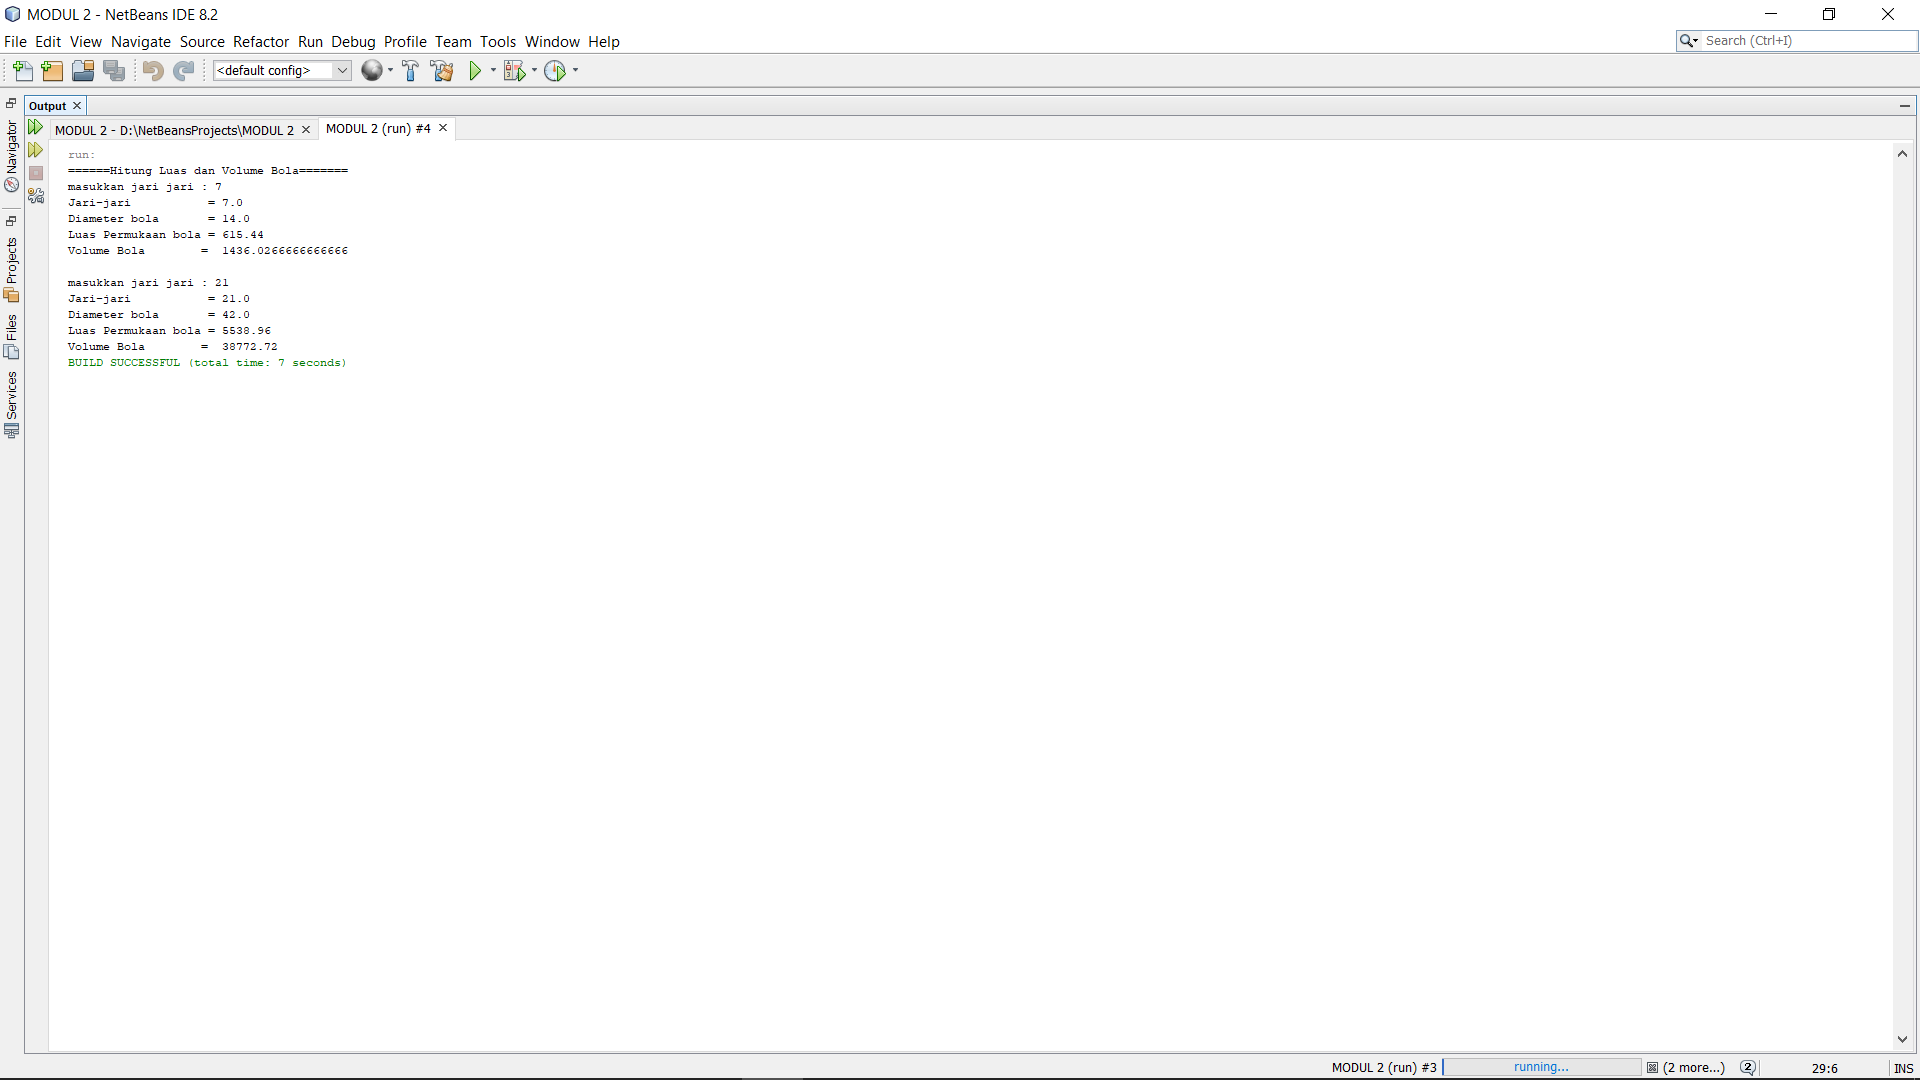 MODUL 2 - NetBeans IDE 8.2
File Edit View Navigate Source Refactor Run Debug Profile Team Tools Window Help
Search (Ctrl+I)
<default config>
Output
MODUL 2 - D:\NetBeansProjects\MODUL 2
MODUL 2 (run) #4
Navigator
Projects
Files
Services
run:
======Hitung Luas dan Volume Bola=======
masukkan jari jari : 7
Jari-jari           = 7.0
Diameter bola       = 14.0
Luas Permukaan bola = 615.44
Volume Bola        =  1436.0266666666666
masukkan jari jari : 21
Jari-jari           = 21.0
Diameter bola       = 42.0
Luas Permukaan bola = 5538.96
Volume Bola        =  38772.72
BUILD SUCCESSFUL (total time: 7 seconds)
MODUL 2 (run) #3
running...
(2 more...)
2
29:6
INS